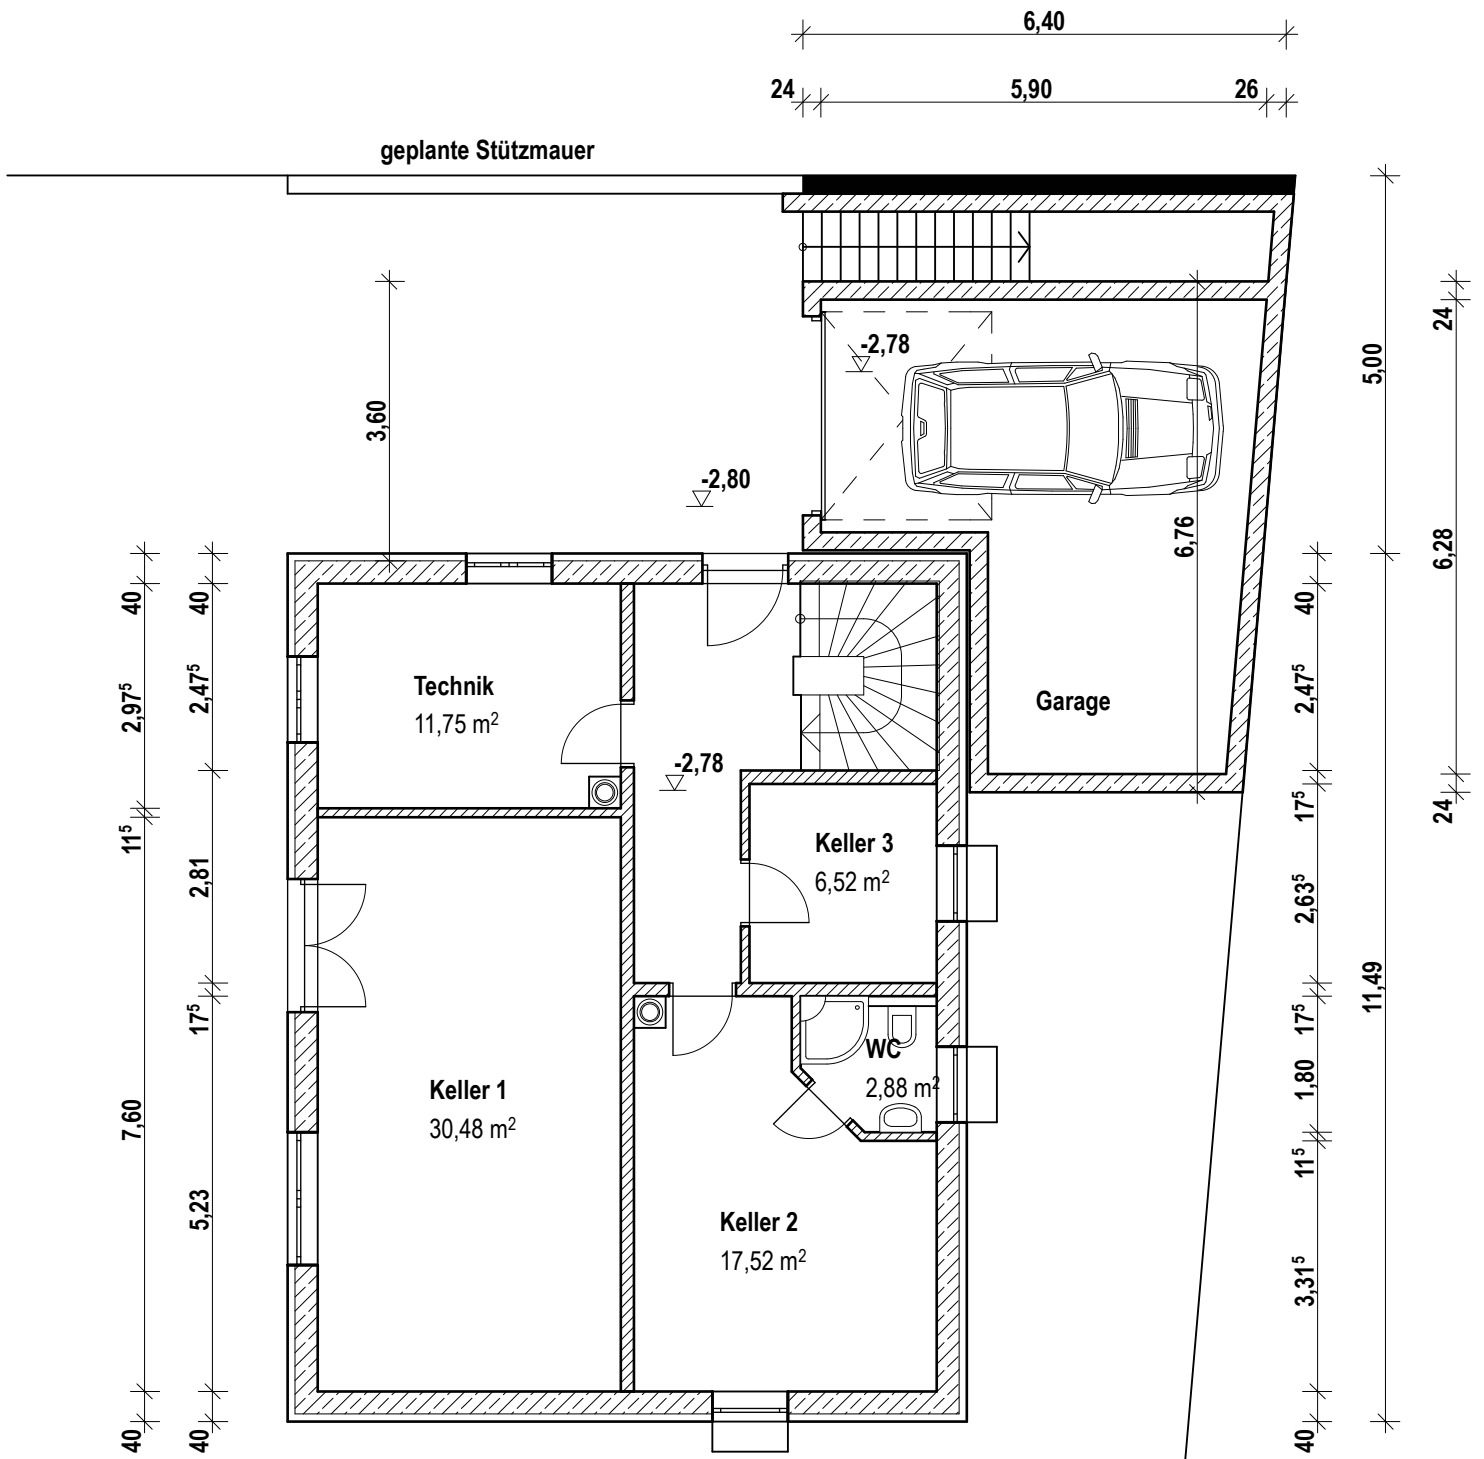 6,40
24
5,90
26
geplante Stützmauer
3,60
-2,78
5,00
24
-2,80
6,76
6,28
40
40
40
2,97⁵
2,47⁵
Technik
11,75 m²
-2,78
Garage
2,47⁵
24
11⁵
17⁵
2,81
Keller 3
6,52 m²
2,63⁵
11,49
17⁵
17⁵
WC
2,88 m²
1,80
Keller 1
30,48 m²
7,60
11⁵
5,23
Keller 2
17,52 m²
3,31⁵
40
40
40